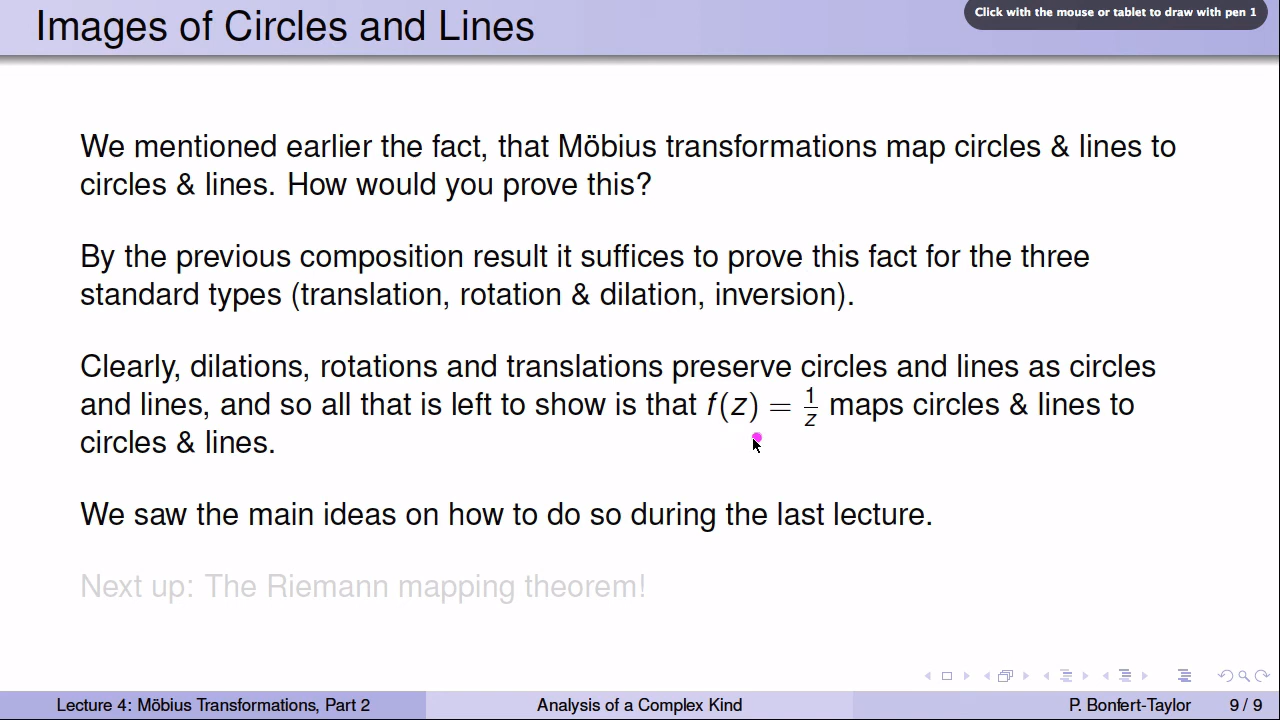 Images of Circles and Lines
Click with the mouse or tablet to draw with pen 1
We mentioned earlier the fact, that Möbius transformations map circles & lines to
circles & lines. How would you prove this?
By the previous composition result it suffices to prove this fact for the three
standard types (translation, rotation & dilation, inversion).
Clearly, dilations, rotations and translations preserve circles and lines as circles
and lines, and so all that is left to show is that f(z) = 1/z maps circles & lines to
circles & lines.
We saw the main ideas on how to do so during the last lecture.
Next up: The Riemann mapping theorem!
Lecture 4: Möbius Transformations, Part 2 Analysis of a Complex Kind P. Bonfert-Taylor 9 / 9